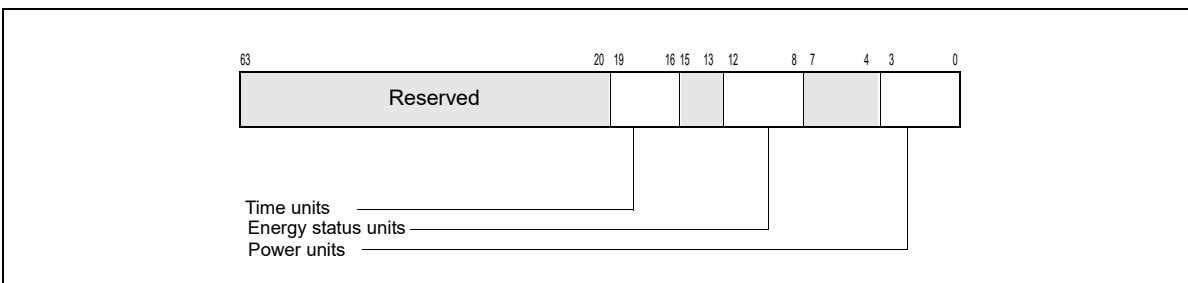 63 20 19 16 15 13 12 8 7 4 3 0
Reserved
Time units
Energy status units
Power units